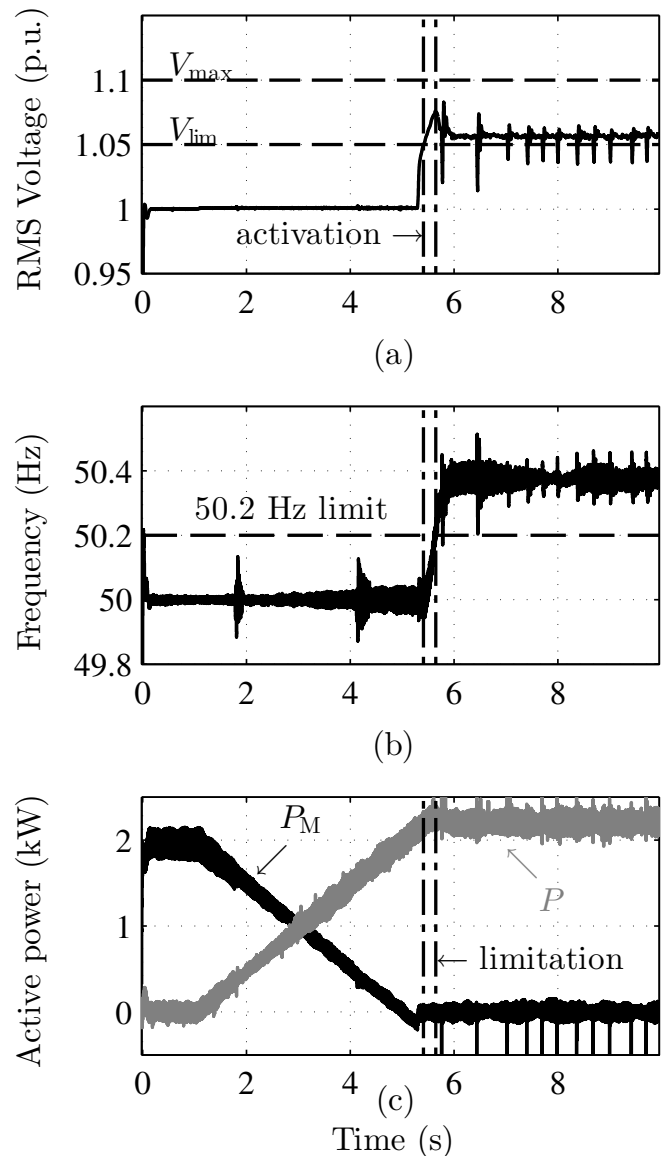 RMS Voltage (p.u.)
1.1
1.05
1
0.95
V_max
V_lim
activation →
0 2 4 6 8
(a)
Frequency (Hz)
50.4
50.2
50
49.8
50.2 Hz limit
0 2 4 6 8
(b)
Active power (kW)
2
1
0
P_M
P
← limitation
0 2 4 6 8
(c)
Time (s)